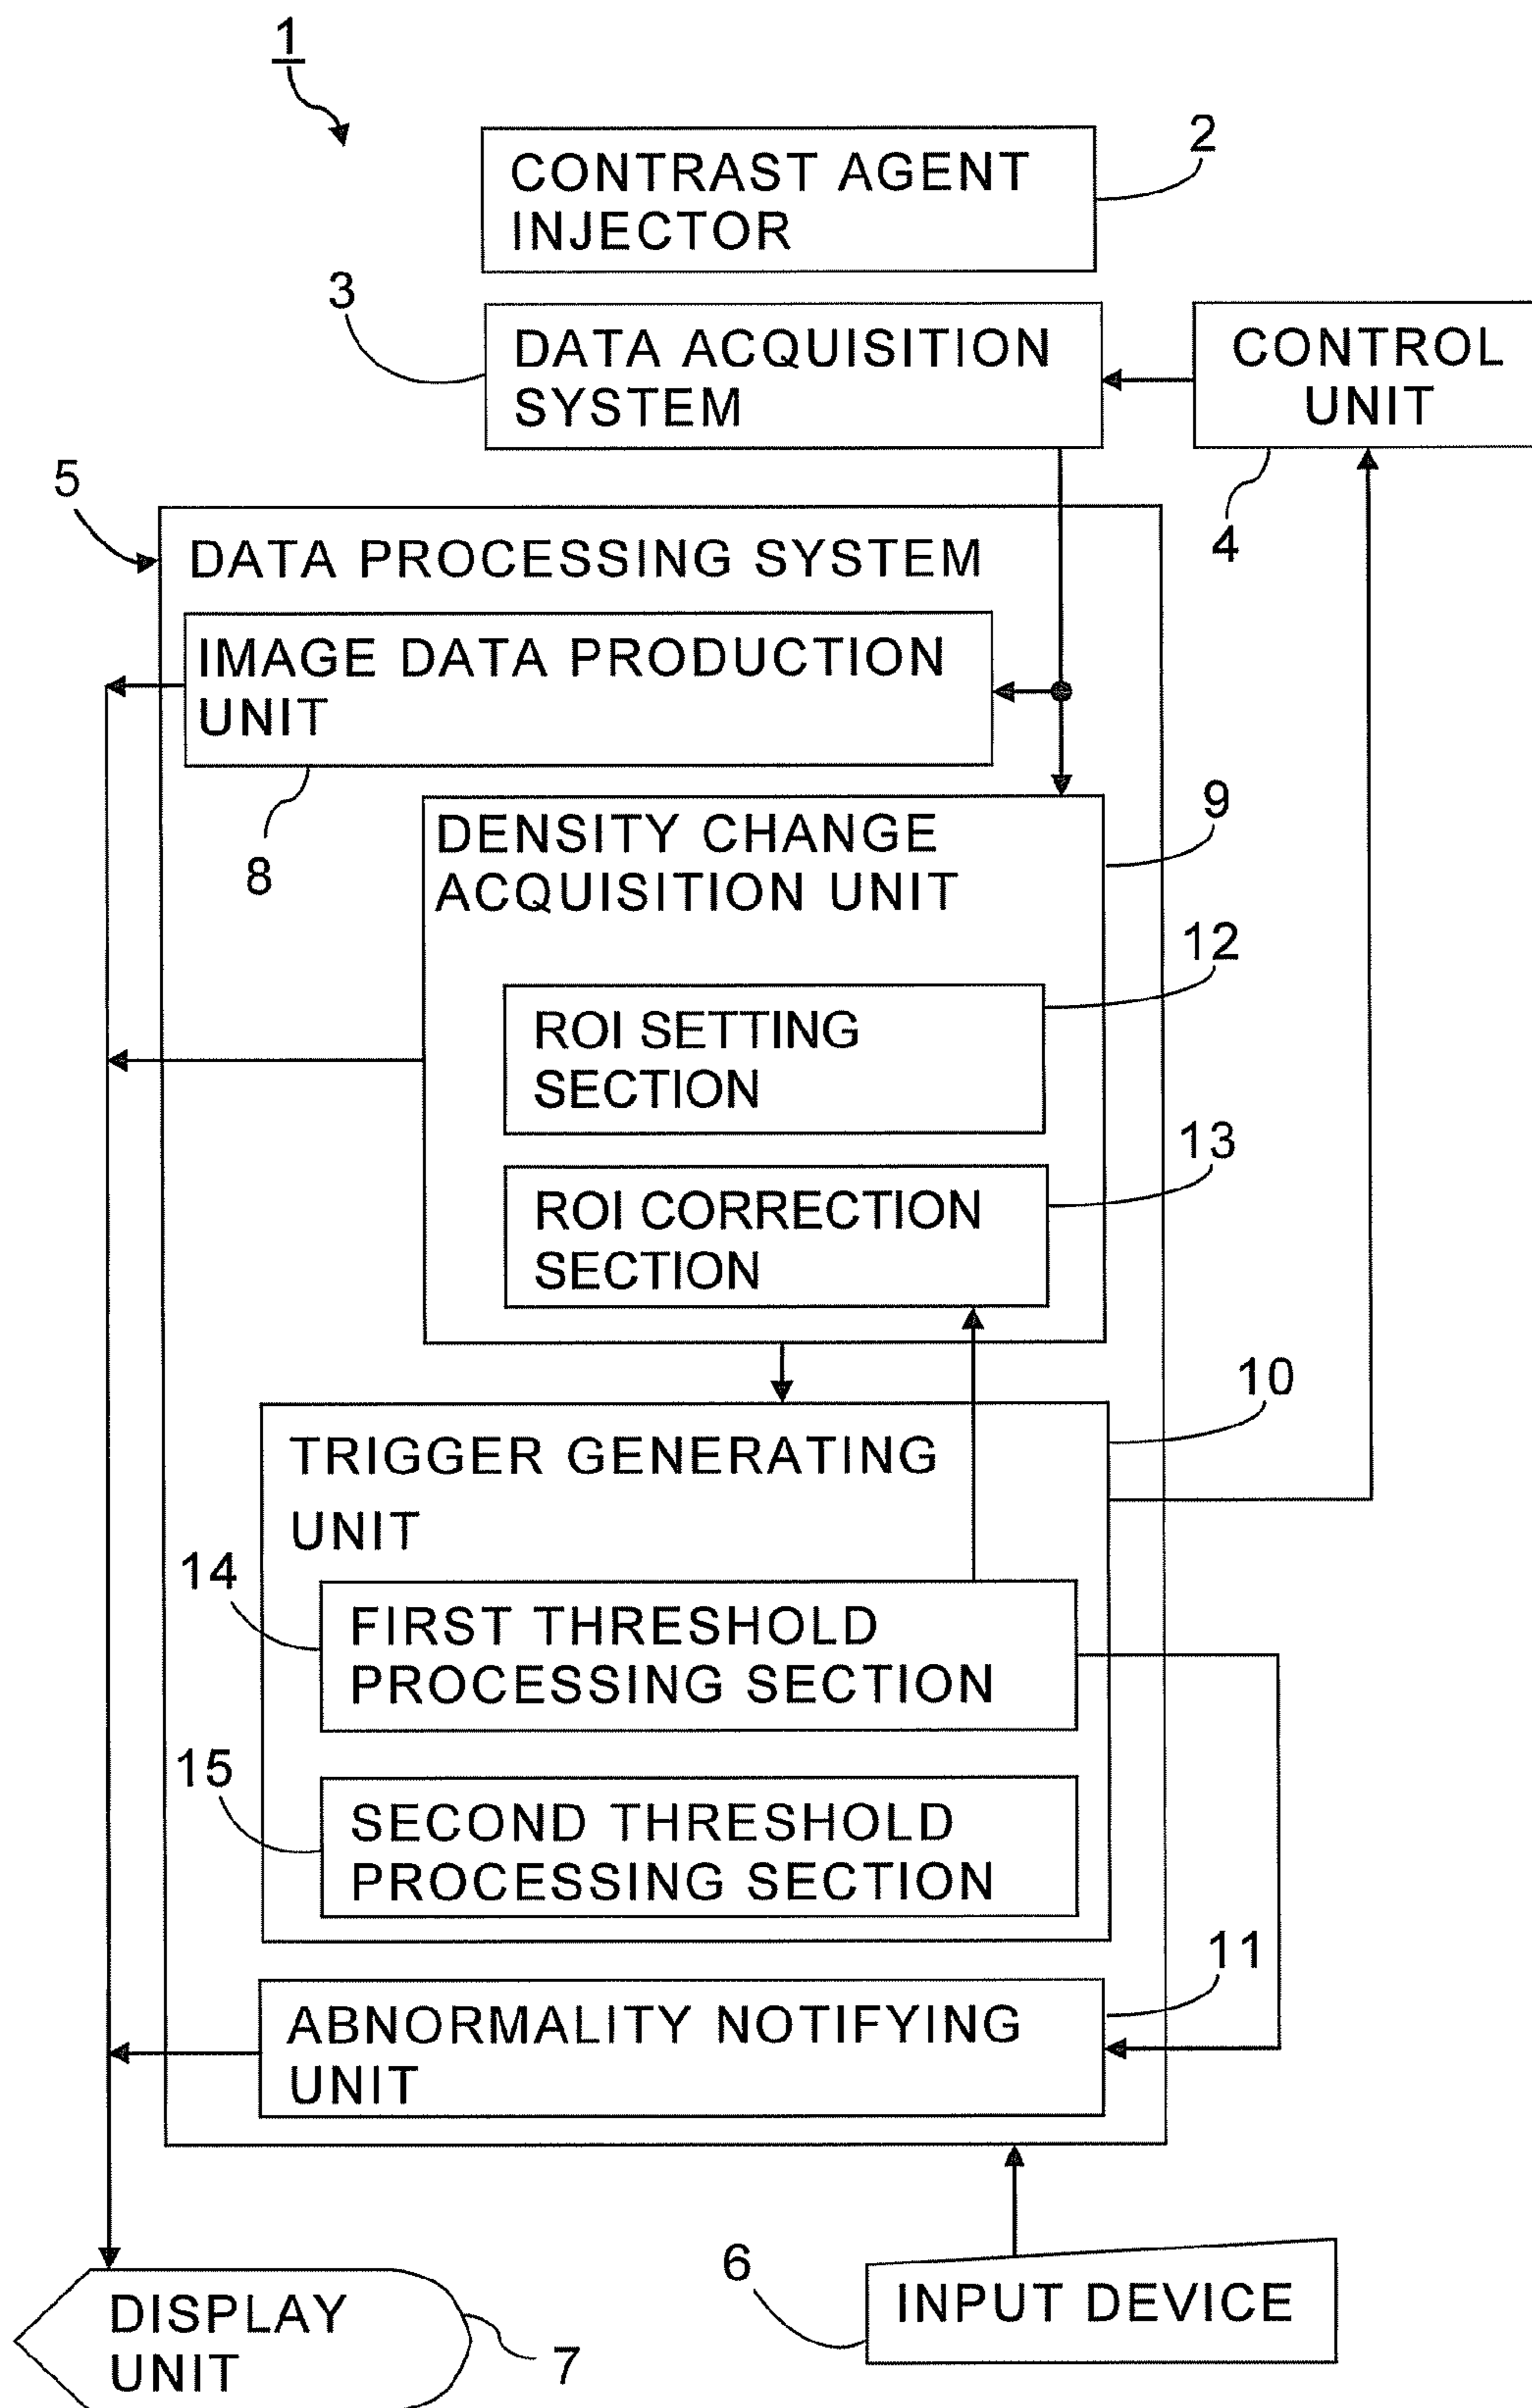 1
CONTRAST AGENT
INJECTOR
2
3
DATA ACQUISITION
SYSTEM
CONTROL
UNIT
4
5
DATA PROCESSING SYSTEM
IMAGE DATA PRODUCTION
UNIT
8
DENSITY CHANGE
ACQUISITION UNIT
9
12
ROI SETTING
SECTION
13
ROI CORRECTION
SECTION
10
TRIGGER GENERATING
UNIT
14
FIRST THRESHOLD
PROCESSING SECTION
15
SECOND THRESHOLD
PROCESSING SECTION
11
ABNORMALITY NOTIFYING
UNIT
6
INPUT DEVICE
DISPLAY
UNIT
7